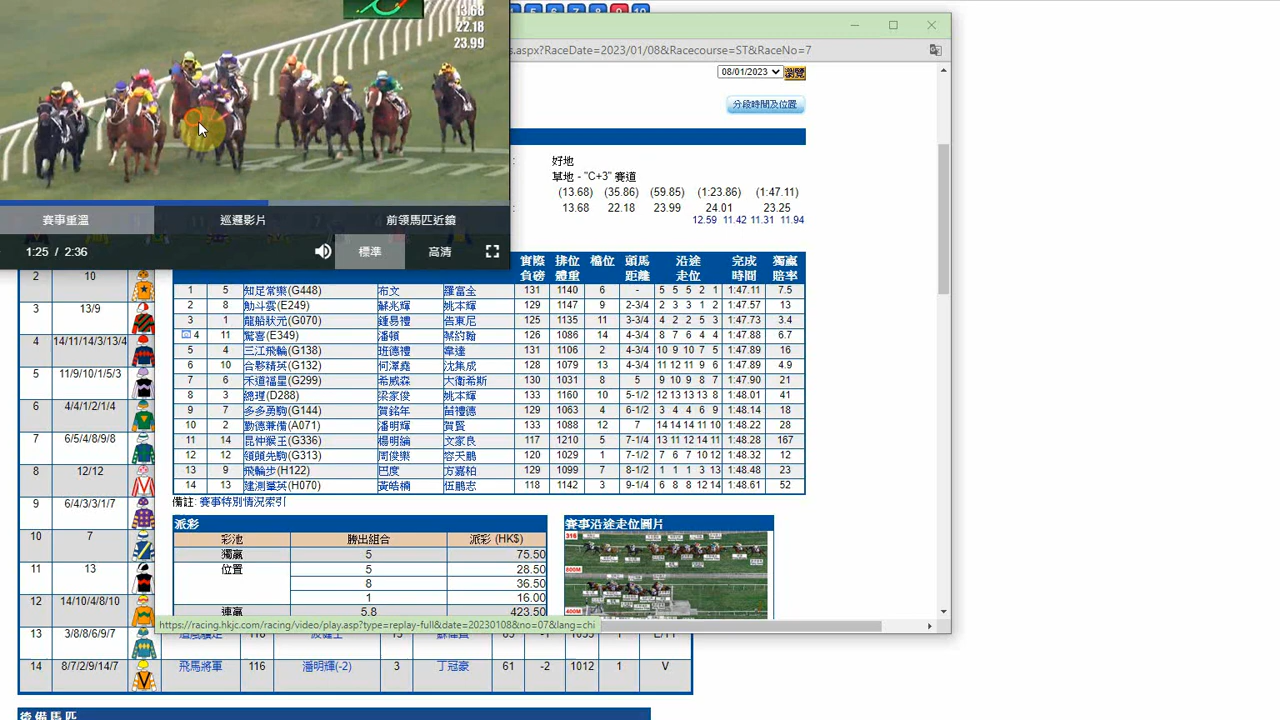 13.68
22.18
23.99
400m
賽事重溫 巡邏影片 前領馬匹近鏡
1:25 / 2:36 標準 高清
s.aspx?RaceDate=2023/01/08&Racecourse=ST&RaceNo=7
08/01/2023
分段時間及位置
好地
草地 - "C+3" 賽道
(13.68) (35.86) (59.85) (1:23.86) (1:47.11)
13.68 22.18 23.99 24.01 23.25
12.59 11.42 11.31 11.94
實際負磅 排位體重 檔位 頭馬距離 沿途走位 完成時間 獨贏賠率
1 5 知足常樂(G448) 布文 羅富全 131 1140 6 - 5 5 5 2 1 1:47.11 7.5
2 8 勉斗雲(E249) 蘇兆輝 姚本輝 129 1147 9 2-3/4 2 3 3 1 2 1:47.57 13
3 1 龍船狀元(G070) 鍾易禮 告東尼 125 1135 11 3-3/4 4 2 2 5 3 1:47.73 3.4
4 11 驚喜(E349) 潘頓 蔡約翰 126 1086 14 4-3/4 8 7 6 4 4 1:47.88 6.7
5 4 三江飛輪(G138) 班德禮 韋達 131 1106 2 4-3/4 10 9 10 7 5 1:47.89 16
6 10 合夥精英(G132) 何澤堯 沈集成 128 1079 13 4-3/4 11 12 11 9 6 1:47.89 4.9
7 6 禾道福星(G299) 希威森 大衛希斯 130 1031 8 5 9 10 9 8 7 1:47.90 21
8 3 總理(D288) 梁家俊 姚本輝 133 1160 10 5-1/2 12 13 13 13 8 1:48.01 41
9 7 多多勇駒(G144) 賀銘年 苗禮德 129 1063 4 6-1/2 3 4 4 6 9 1:48.14 18
10 2 勤德兼備(A071) 潘明輝 賀賢 133 1088 12 7 14 14 14 11 10 1:48.22 28
11 14 昆仲猴王(G336) 楊明綸 文家良 117 1210 5 7-1/4 13 11 12 14 11 1:48.28 167
12 12 領頭先駒(G313) 周俊樂 容天鵬 120 1029 1 7-1/2 7 6 7 10 12 1:48.32 12
13 9 飛輪步(H122) 巴度 方嘉柏 129 1099 7 8-1/2 1 1 1 3 13 1:48.48 23
14 13 建測羣英(H070) 黃皓楠 伍鵬志 118 1142 3 9-1/4 6 8 8 12 14 1:48.61 52
備註: 賽事特別情況索引
派彩 賽事沿途走位圖片
彩池 勝出組合 派彩 (HK$)
獨贏 5 75.50
位置 5 28.50
8 36.50
1 16.00
連贏 5,8 423.50
https://racing.hkjc.com/racing/video/play.asp?type=replay-full&date=20230108&no=07&lang=chi
2 10
3 13/9
4 14/11/14/3/13/4
5 11/9/10/1/5/3
6 4/4/1/2/1/4
7 6/5/4/8/9/8
8 12/12
9 6/4/3/3/1/7
10 7
11 13
12 14/10/4/8/10
13 3/8/8/6/9/7
14 8/7/2/9/14/7 飛馬將軍 116 潘明輝(-2) 3 丁冠豪 61 -2 1012 1 V
後備馬匹